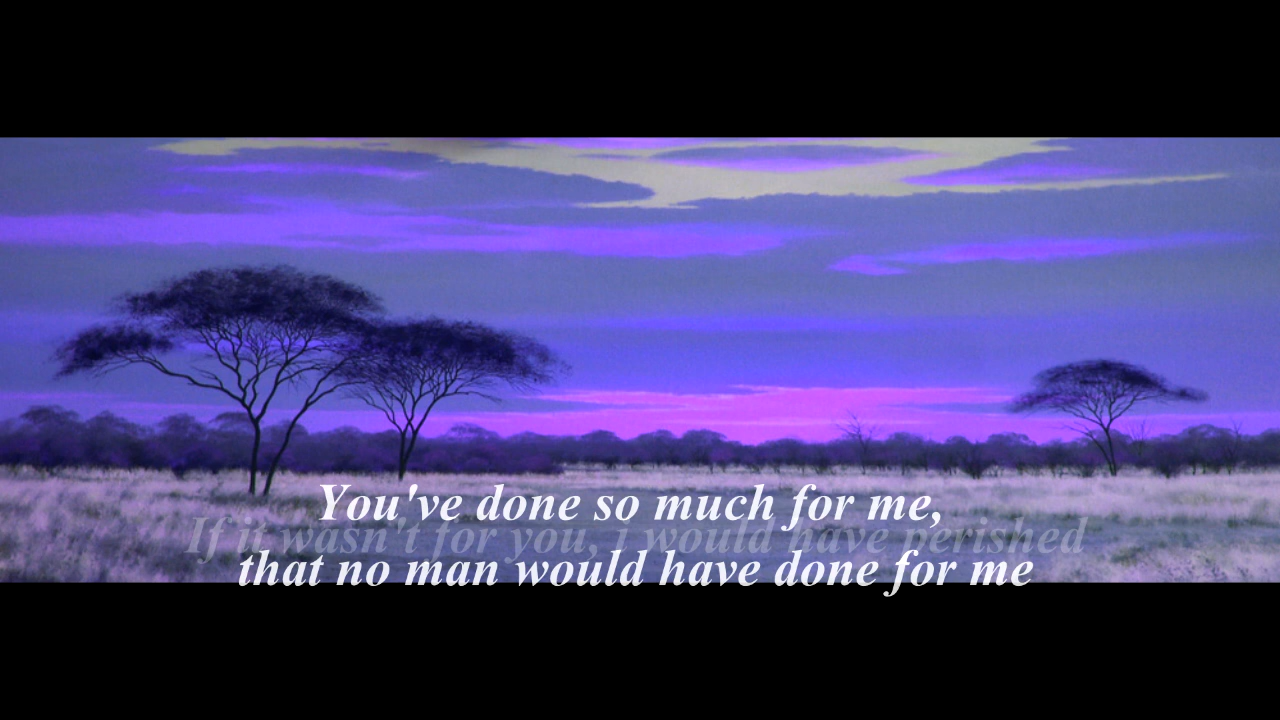 You've done so much for me,
If it wasn't for you, i would have perished
that no man would have done for me